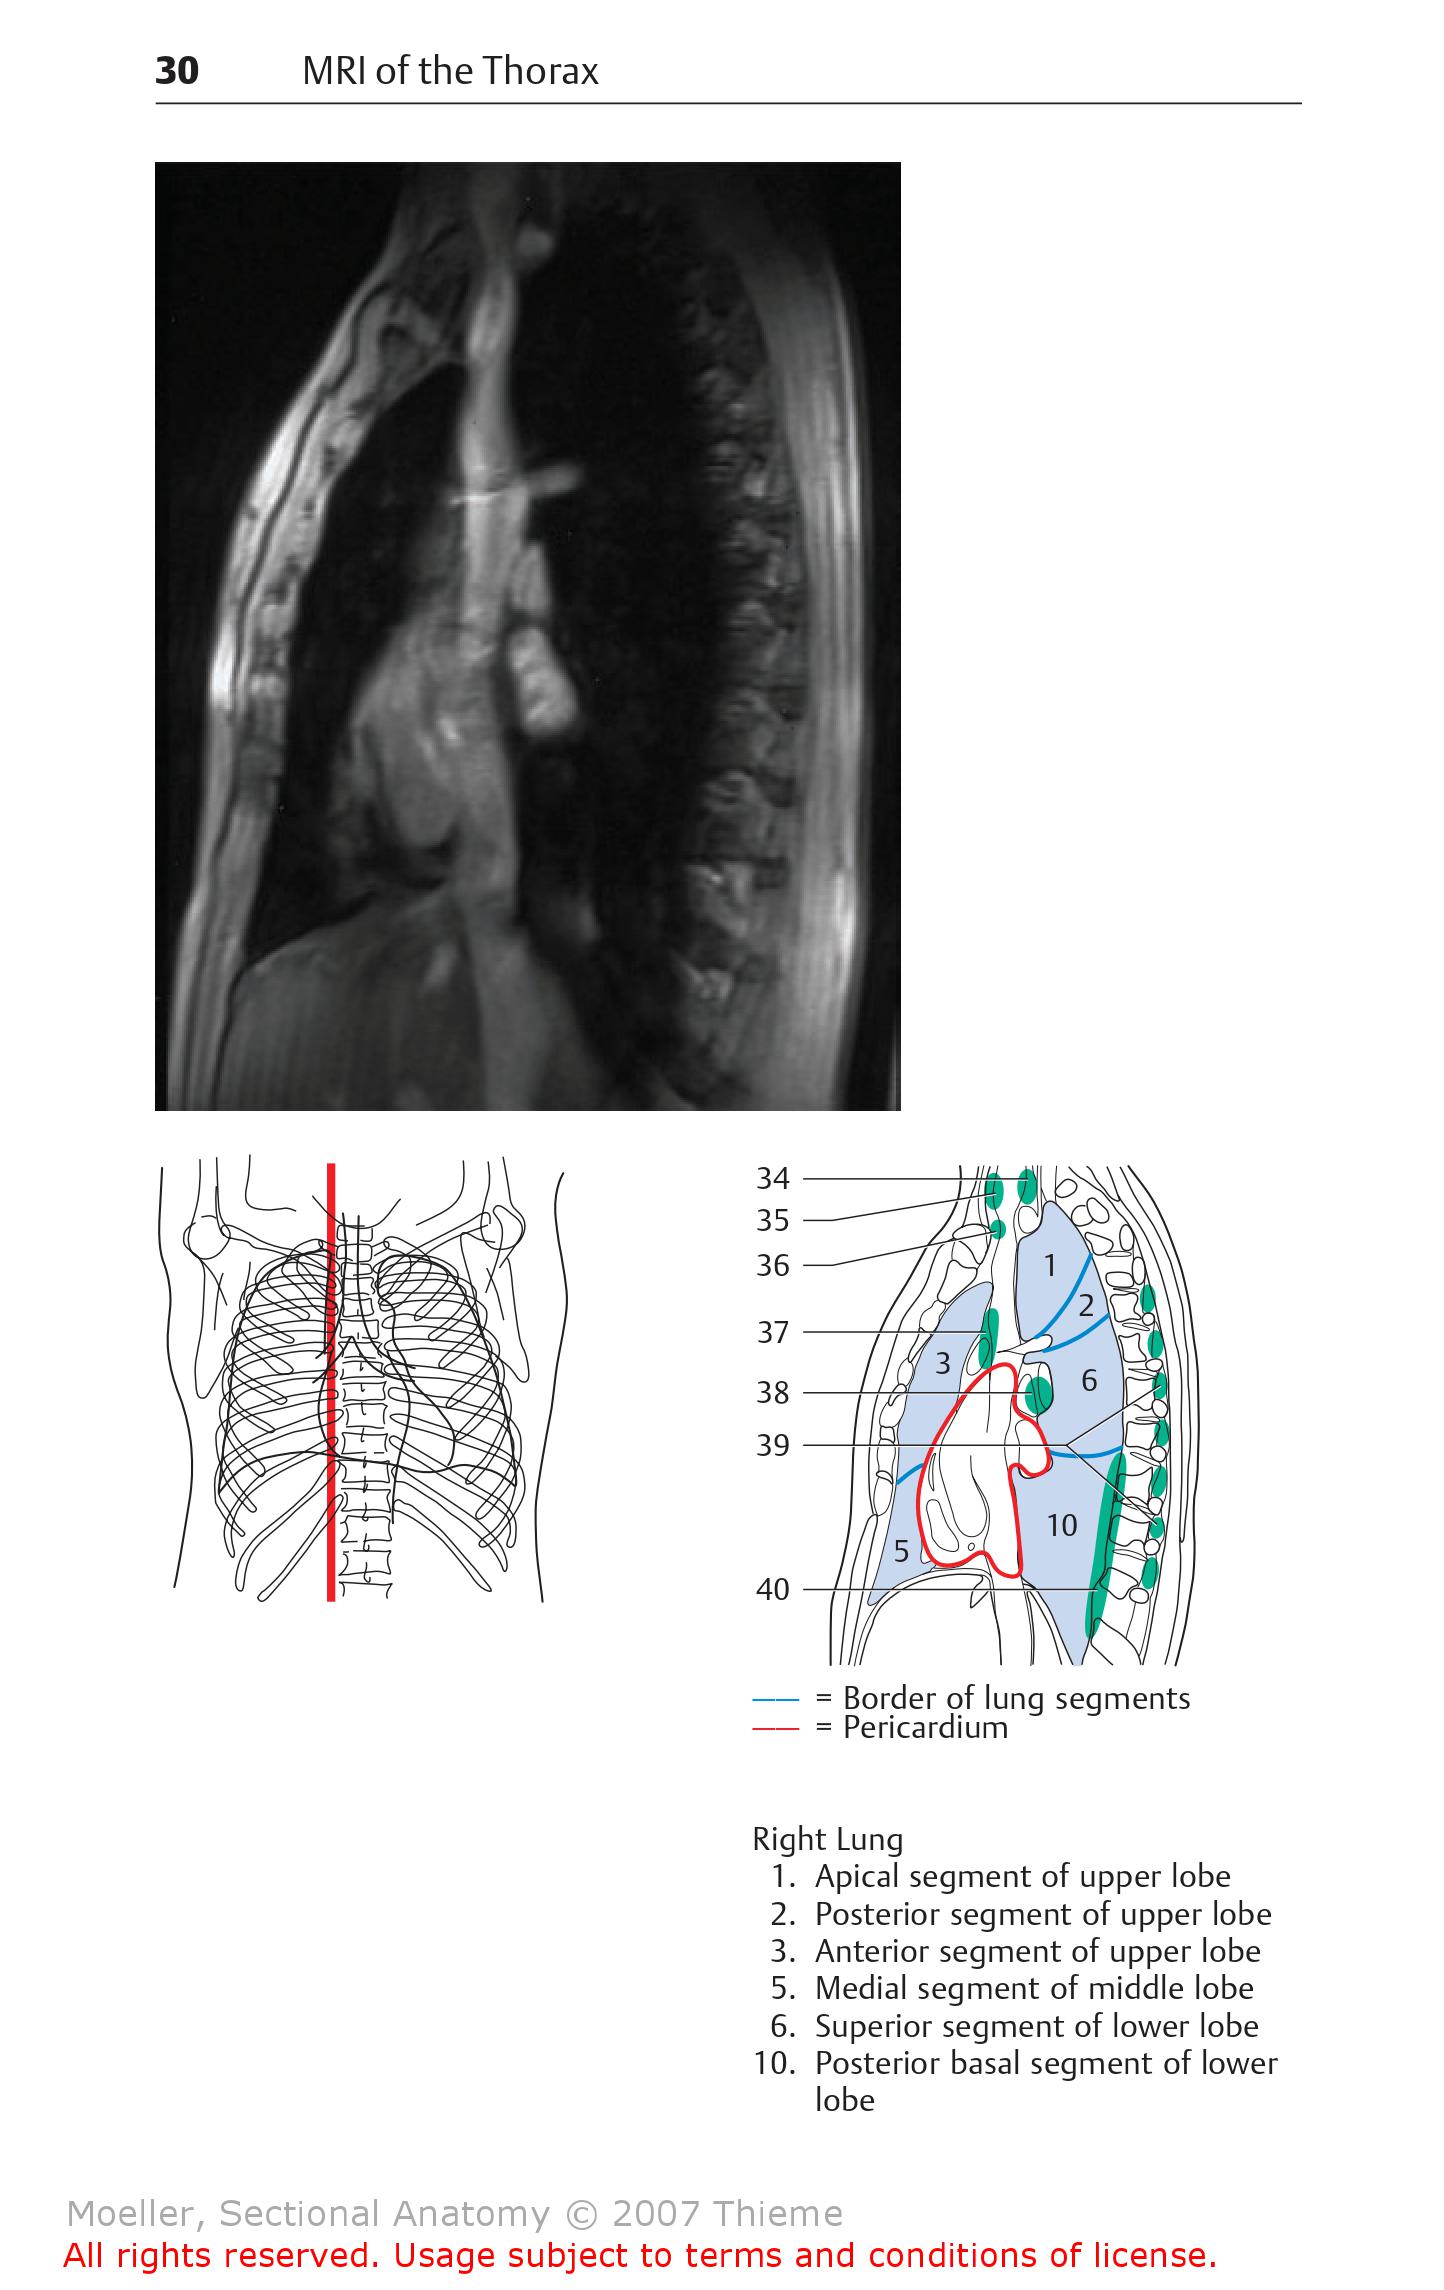 30 MRI of the Thorax
34
35
36
37
38
39
40
1
2
3
6
10
5
= Border of lung segments
= Pericardium
Right Lung
1. Apical segment of upper lobe
2. Posterior segment of upper lobe
3. Anterior segment of upper lobe
5. Medial segment of middle lobe
6. Superior segment of lower lobe
10. Posterior basal segment of lower
lobe
Moeller, Sectional Anatomy © 2007 Thieme
All rights reserved. Usage subject to terms and conditions of license.